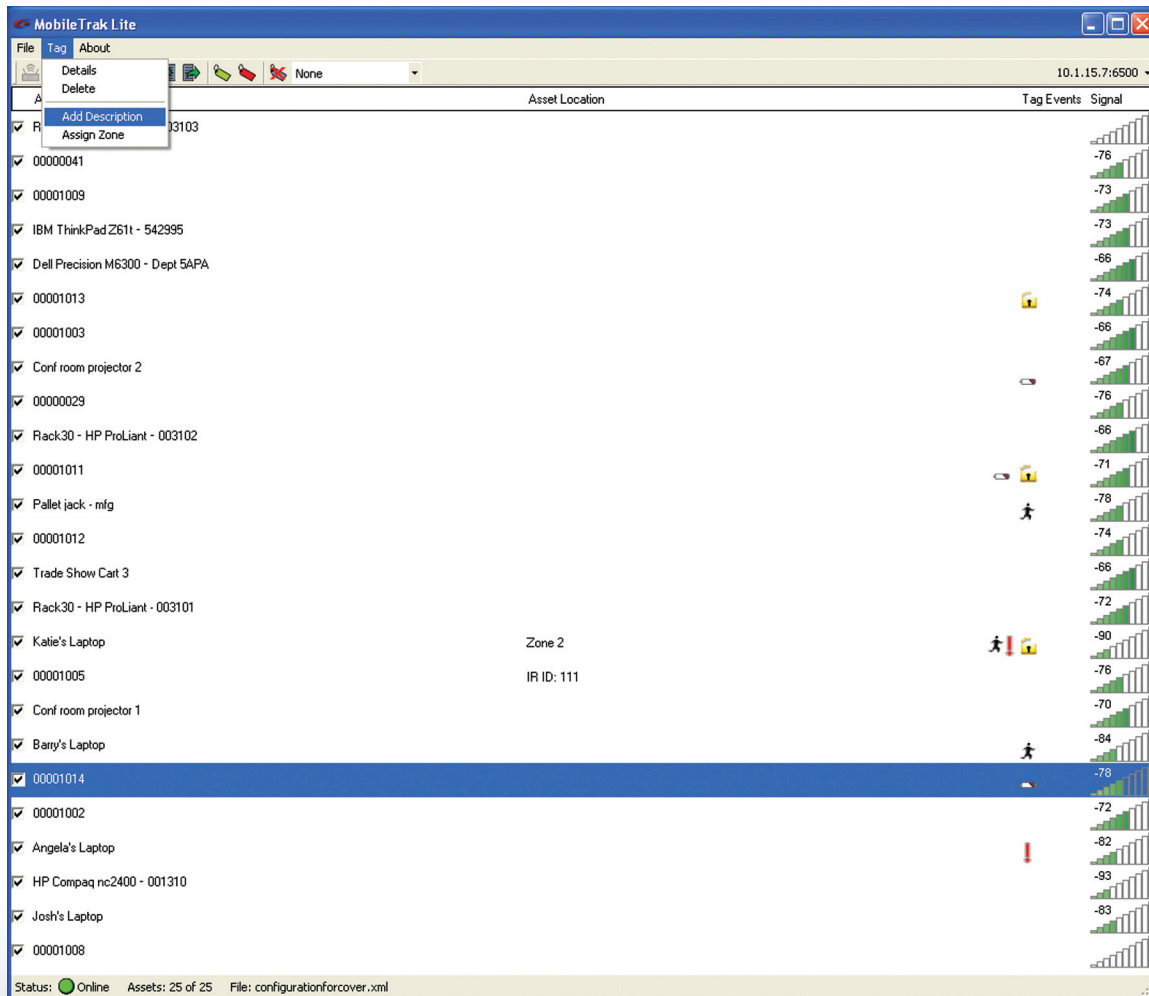 MobileTrak Lite
File Tag About
Details
Delete
Add Description
Assign Zone
None
10.1.15.7:6500
A Asset Location Tag Events Signal
R 03103
00000041 -76
00001009 -73
IBM ThinkPad Z61t - 542995 -73
Dell Precision M6300 - Dept 5APA -66
00001013 -74
00001003 -66
Conf room projector 2 -67
00000029 -76
Rack30 - HP ProLiant - 003102 -66
00001011 -71
Pallet jack - mfg -78
00001012 -74
Trade Show Cart 3 -66
Rack30 - HP ProLiant - 003101 -72
Katie's Laptop Zone 2 -90
00001005 IR ID: 111 -76
Conf room projector 1 -70
Barry's Laptop -84
00001014 -78
00001002 -72
Angela's Laptop -82
HP Compaq nc2400 - 001310 -93
Josh's Laptop -83
00001008
Status: Online Assets: 25 of 25 File: configurationforcover.xml